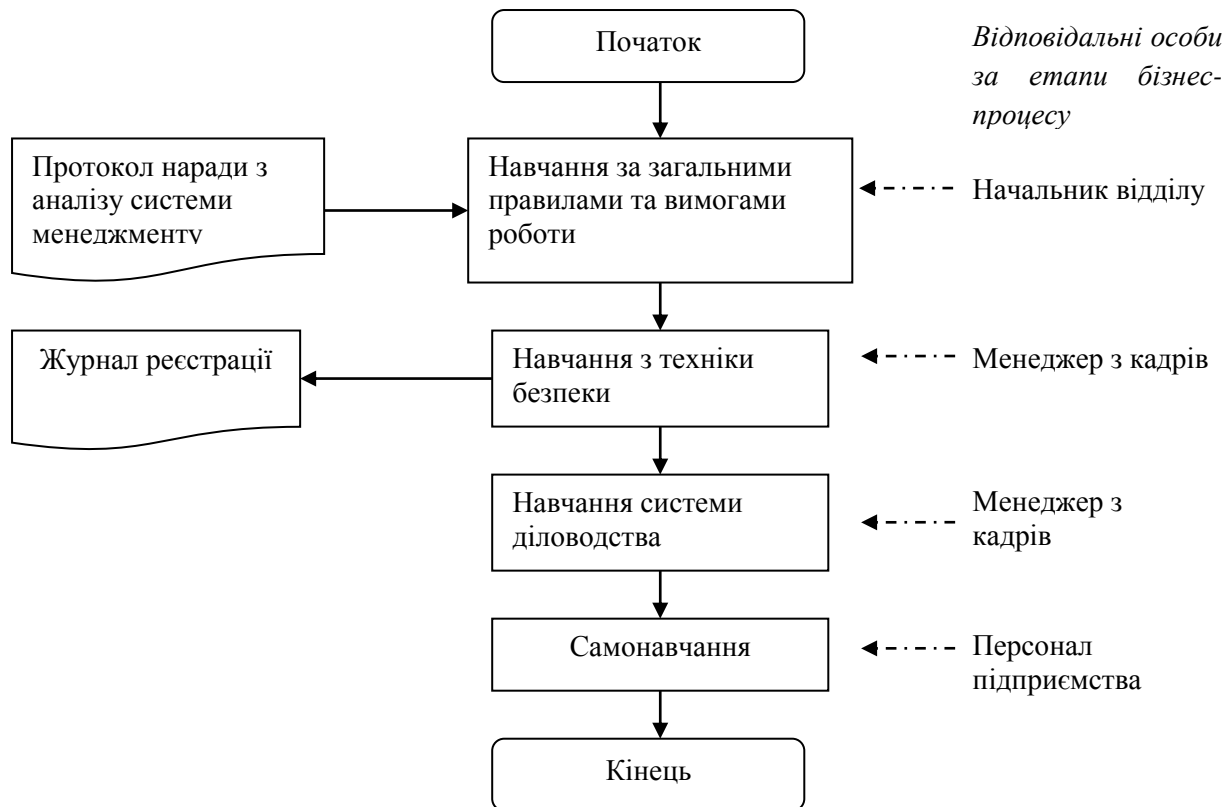 Початок
Відповідальні особи
за етапи бізнес-
процесу
Протокол наради з
аналізу системи
менеджменту
Навчання за загальними
правилами та вимогами
роботи
Начальник відділу
Журнал реєстрації
Навчання з техніки
безпеки
Менеджер з кадрів
Навчання системи
діловодства
Менеджер з
кадрів
Самонавчання
Персонал
підприємства
Кінець